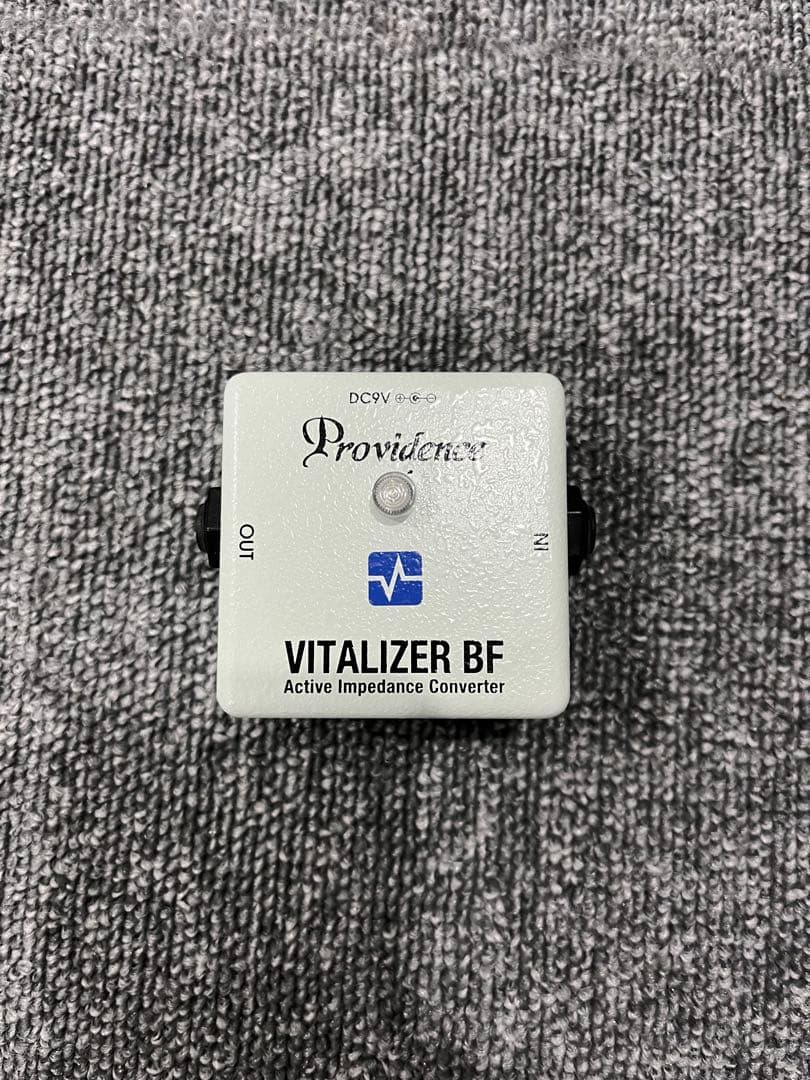 DC9V
Providence
OUT
IN
VITALIZER BF
Active Impedance Converter